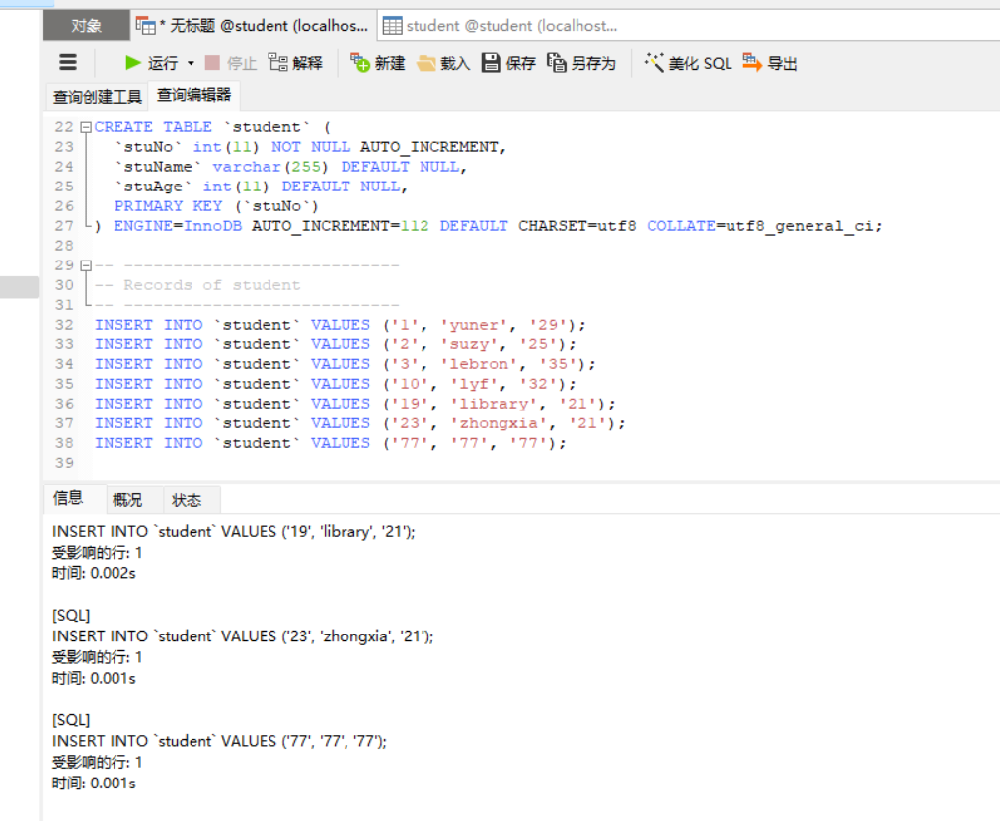 对象 * 无标题 @student (localhos... student @student (localhost...
运行 停止 解释 新建 载入 保存 另存为 美化 SQL 导出
查询创建工具 查询编辑器
22 CREATE TABLE `student` (
23 `stuNo` int(11) NOT NULL AUTO_INCREMENT,
24 `stuName` varchar(255) DEFAULT NULL,
25 `stuAge` int(11) DEFAULT NULL,
26 PRIMARY KEY (`stuNo`)
27 ) ENGINE=InnoDB AUTO_INCREMENT=112 DEFAULT CHARSET=utf8 COLLATE=utf8_general_ci;
28
29 -- ----------------------------
30 -- Records of student
31 -- ----------------------------
32 INSERT INTO `student` VALUES ('1', 'yuner', '29');
33 INSERT INTO `student` VALUES ('2', 'suzy', '25');
34 INSERT INTO `student` VALUES ('3', 'lebron', '35');
35 INSERT INTO `student` VALUES ('10', 'lyf', '32');
36 INSERT INTO `student` VALUES ('19', 'library', '21');
37 INSERT INTO `student` VALUES ('23', 'zhongxia', '21');
38 INSERT INTO `student` VALUES ('77', '77', '77');
39
信息 概况 状态
INSERT INTO `student` VALUES ('19', 'library', '21');
受影响的行: 1
时间: 0.002s
[SQL]
INSERT INTO `student` VALUES ('23', 'zhongxia', '21');
受影响的行: 1
时间: 0.001s
[SQL]
INSERT INTO `student` VALUES ('77', '77', '77');
受影响的行: 1
时间: 0.001s